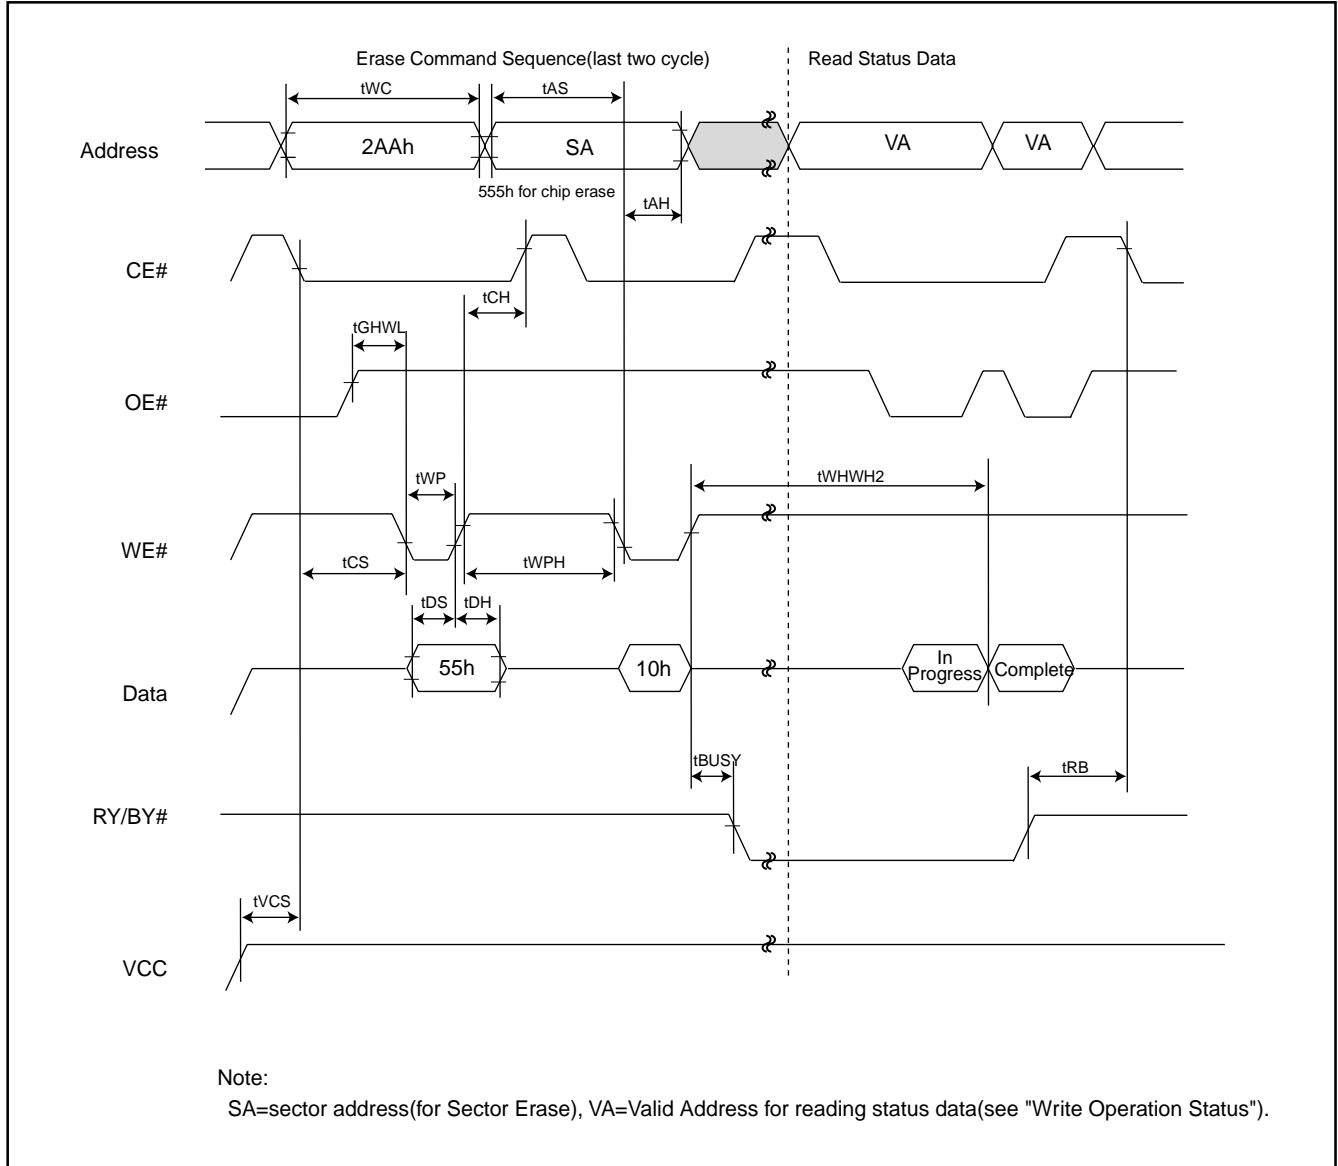 Erase Command Sequence(last two cycle)
Read Status Data
tWC
tAS
Address
2AAh
SA
VA
VA
555h for chip erase
tAH
CE#
tCH
tGHWL
OE#
tWP
tWHWH2
WE#
tCS
tWPH
tDS
tDH
Data
55h
10h
In
Progress
Complete
tBUSY
tRB
RY/BY#
tVCS
VCC
Note:
SA=sector address(for Sector Erase), VA=Valid Address for reading status data(see "Write Operation Status").